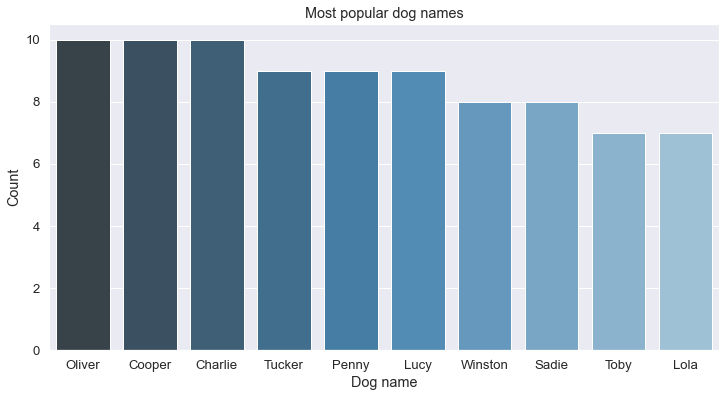 Most popular dog names
10
8
6
4
2
0
Count
Oliver Cooper Charlie Tucker Penny Lucy Winston Sadie Toby Lola
Dog name